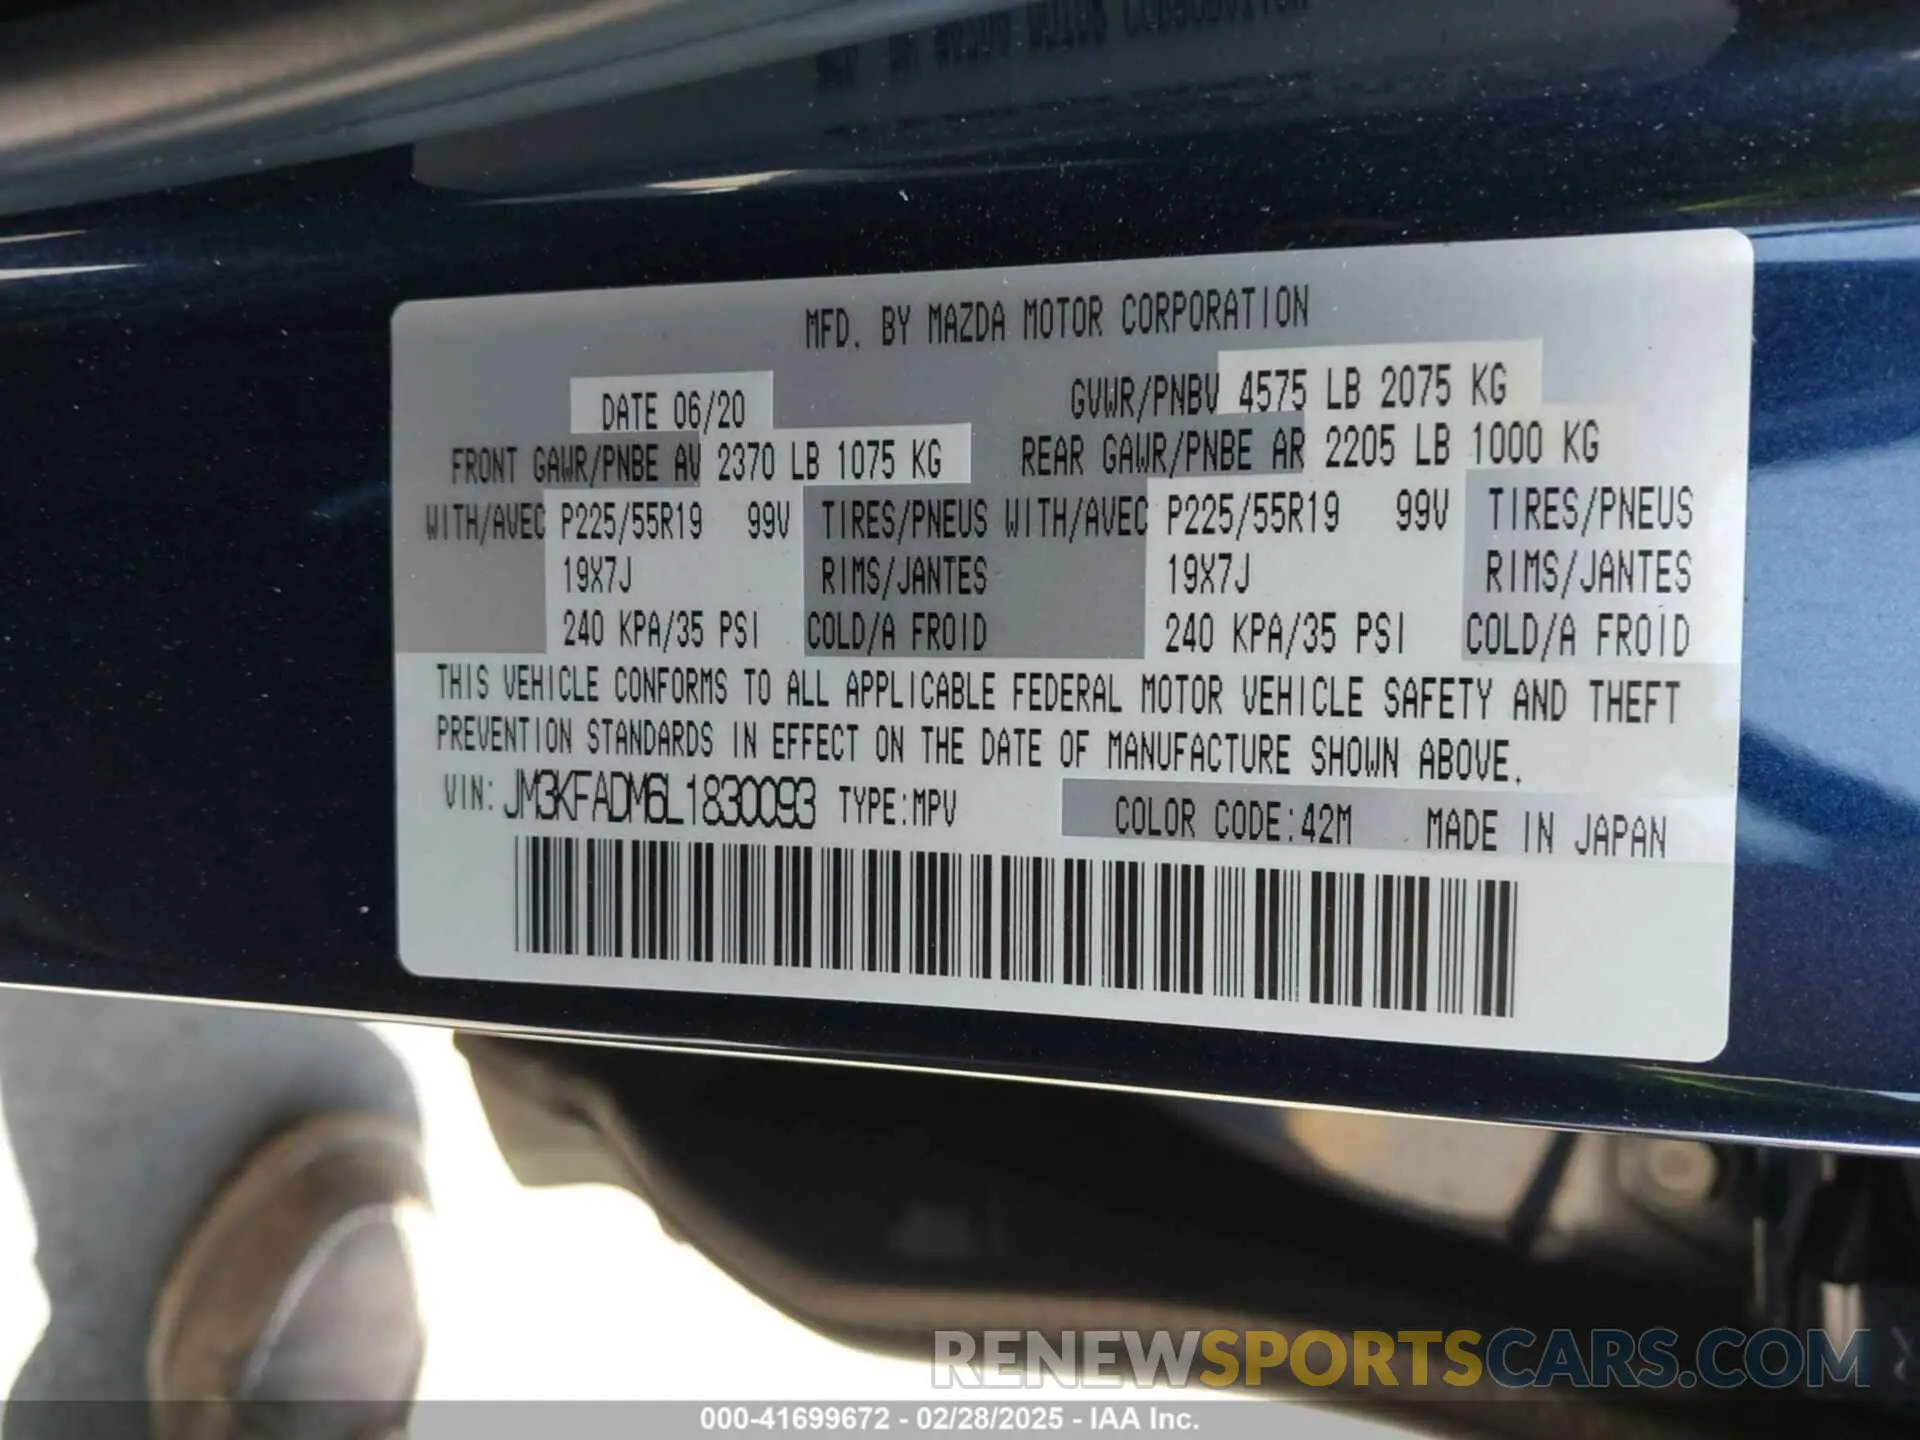 MFD. BY MAZDA MOTOR CORPORATION
DATE 06/20 GVWR/PNBV 4575 LB 2075 KG
FRONT GAWR/PNBE AV 2370 LB 1075 KG REAR GAWR/PNBE AR 2205 LB 1000 KG
WITH/AVEC P225/55R19 99V TIRES/PNEUS WITH/AVEC P225/55R19 99V TIRES/PNEUS
19X7J RIMS/JANTES 19X7J RIMS/JANTES
240 KPA/35 PSI COLD/A FROID 240 KPA/35 PSI COLD/A FROID
THIS VEHICLE CONFORMS TO ALL APPLICABLE FEDERAL MOTOR VEHICLE SAFETY AND THEFT
PREVENTION STANDARDS IN EFFECT ON THE DATE OF MANUFACTURE SHOWN ABOVE.
VIN: JM3KFADM6L1830093 TYPE:MPV COLOR CODE:42M MADE IN JAPAN
RENEWSPORTSCARS.COM
000-41699672 - 02/28/2025 - IAA Inc.